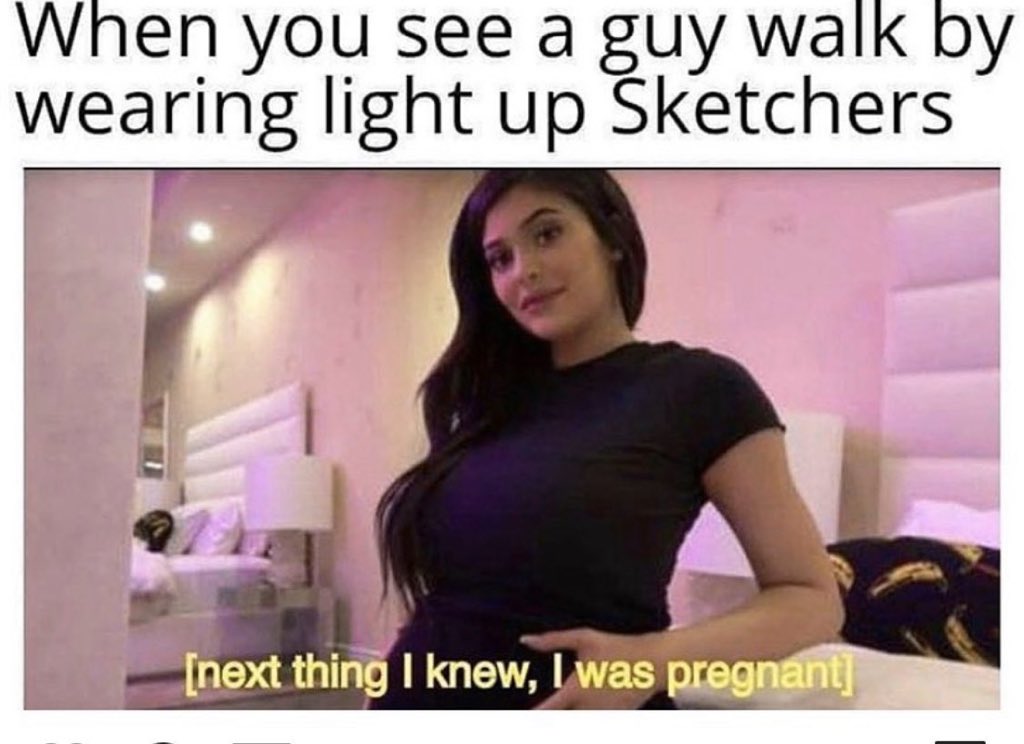 When you see a guy walk by
wearing light up Sketchers
[next thing I knew, I was pregnant]